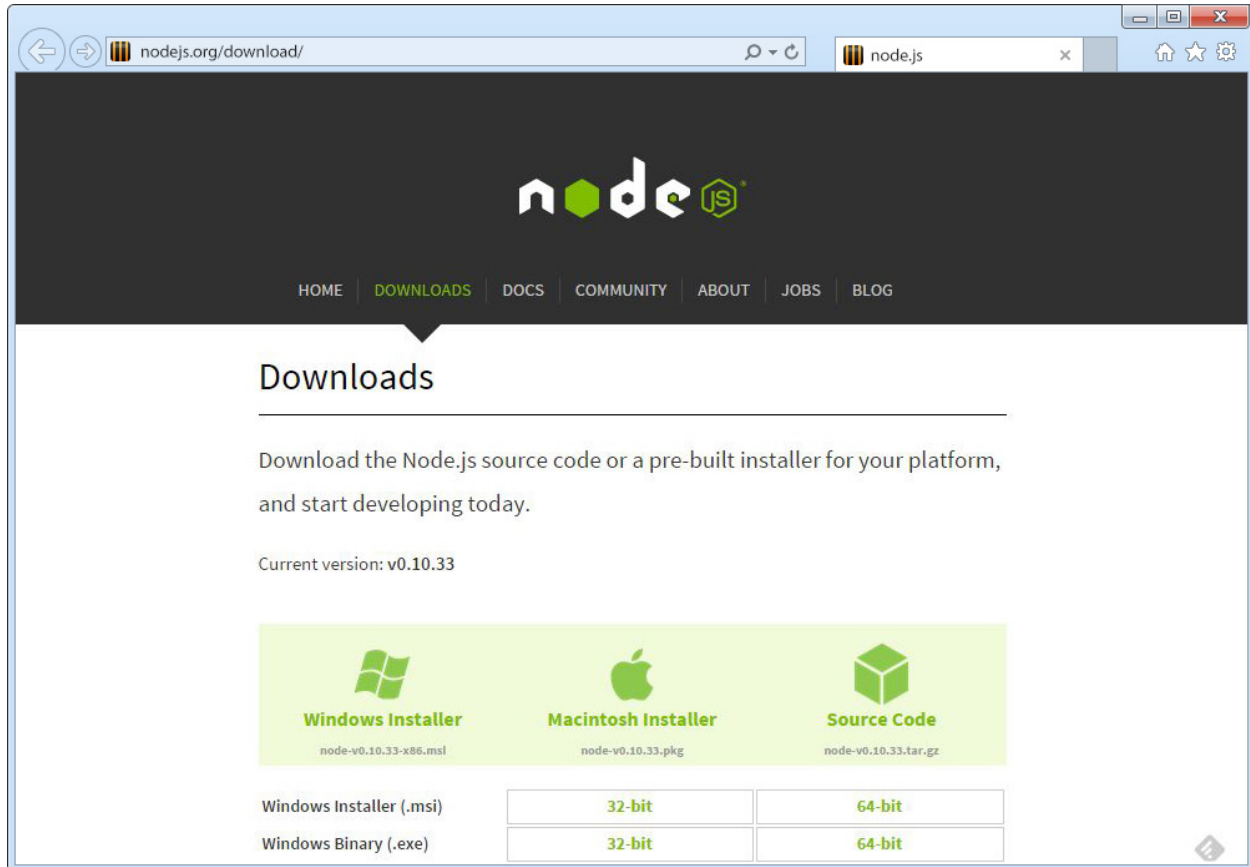 nodejs.org/download/
node.js
node JS
HOME DOWNLOADS DOCS COMMUNITY ABOUT JOBS BLOG
Downloads
Download the Node.js source code or a pre-built installer for your platform,
and start developing today.
Current version: v0.10.33
Windows Installer Macintosh Installer Source Code
node-v0.10.33-x86.msi node-v0.10.33.pkg node-v0.10.33.tar.gz
Windows Installer (.msi) 32-bit 64-bit
Windows Binary (.exe) 32-bit 64-bit